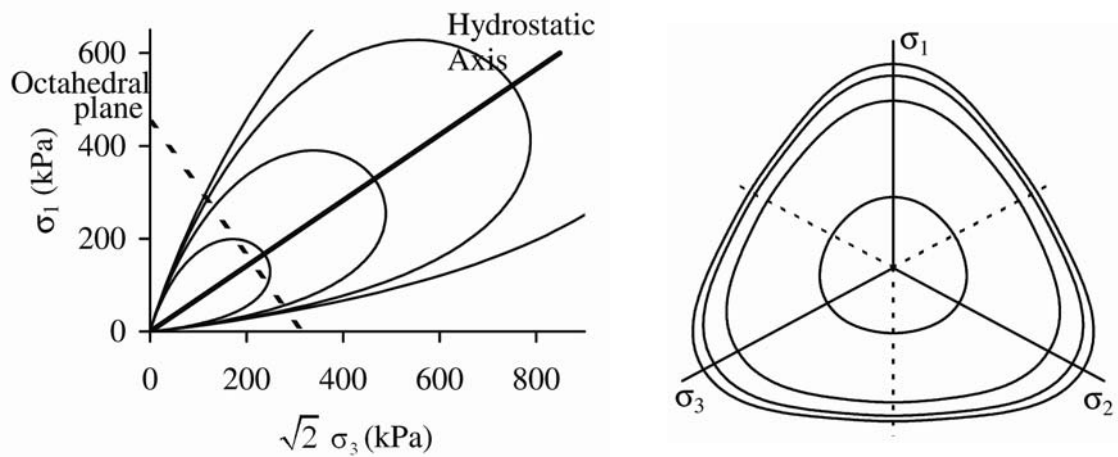 Hydrostatic
Axis
Octahedral
plane
600
400
200
0
σ1 (kPa)
0 200 400 600 800
√2 σ3 (kPa)
σ1
σ3
σ2